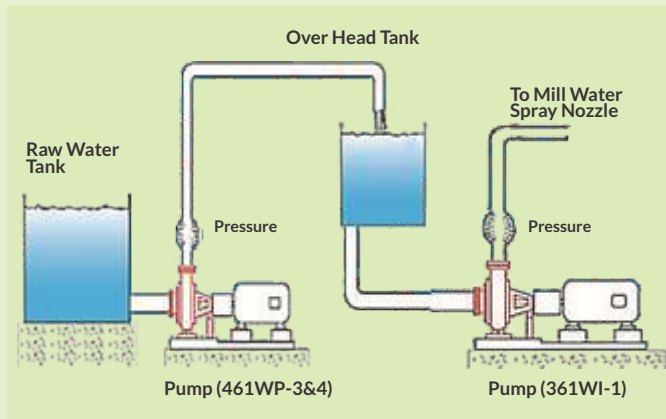 Over Head Tank
To Mill Water
Spray Nozzle
Raw Water
Tank
Pressure
Pressure
Pump (461WP-3&4)
Pump (361WI-1)